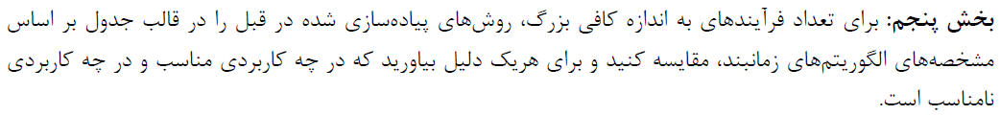 بخش پنجم: برای تعداد فرآیندهای به اندازه کافی بزرگ، روش‌های پیاده‌سازی شده در قبل را در قالب جدول بر اساس
مشخصه‌های الگوریتم‌های زمانبند، مقایسه کنید و برای هریک دلیل بیاورید که در چه کاربردی مناسب و در چه کاربردی
نامناسب است.